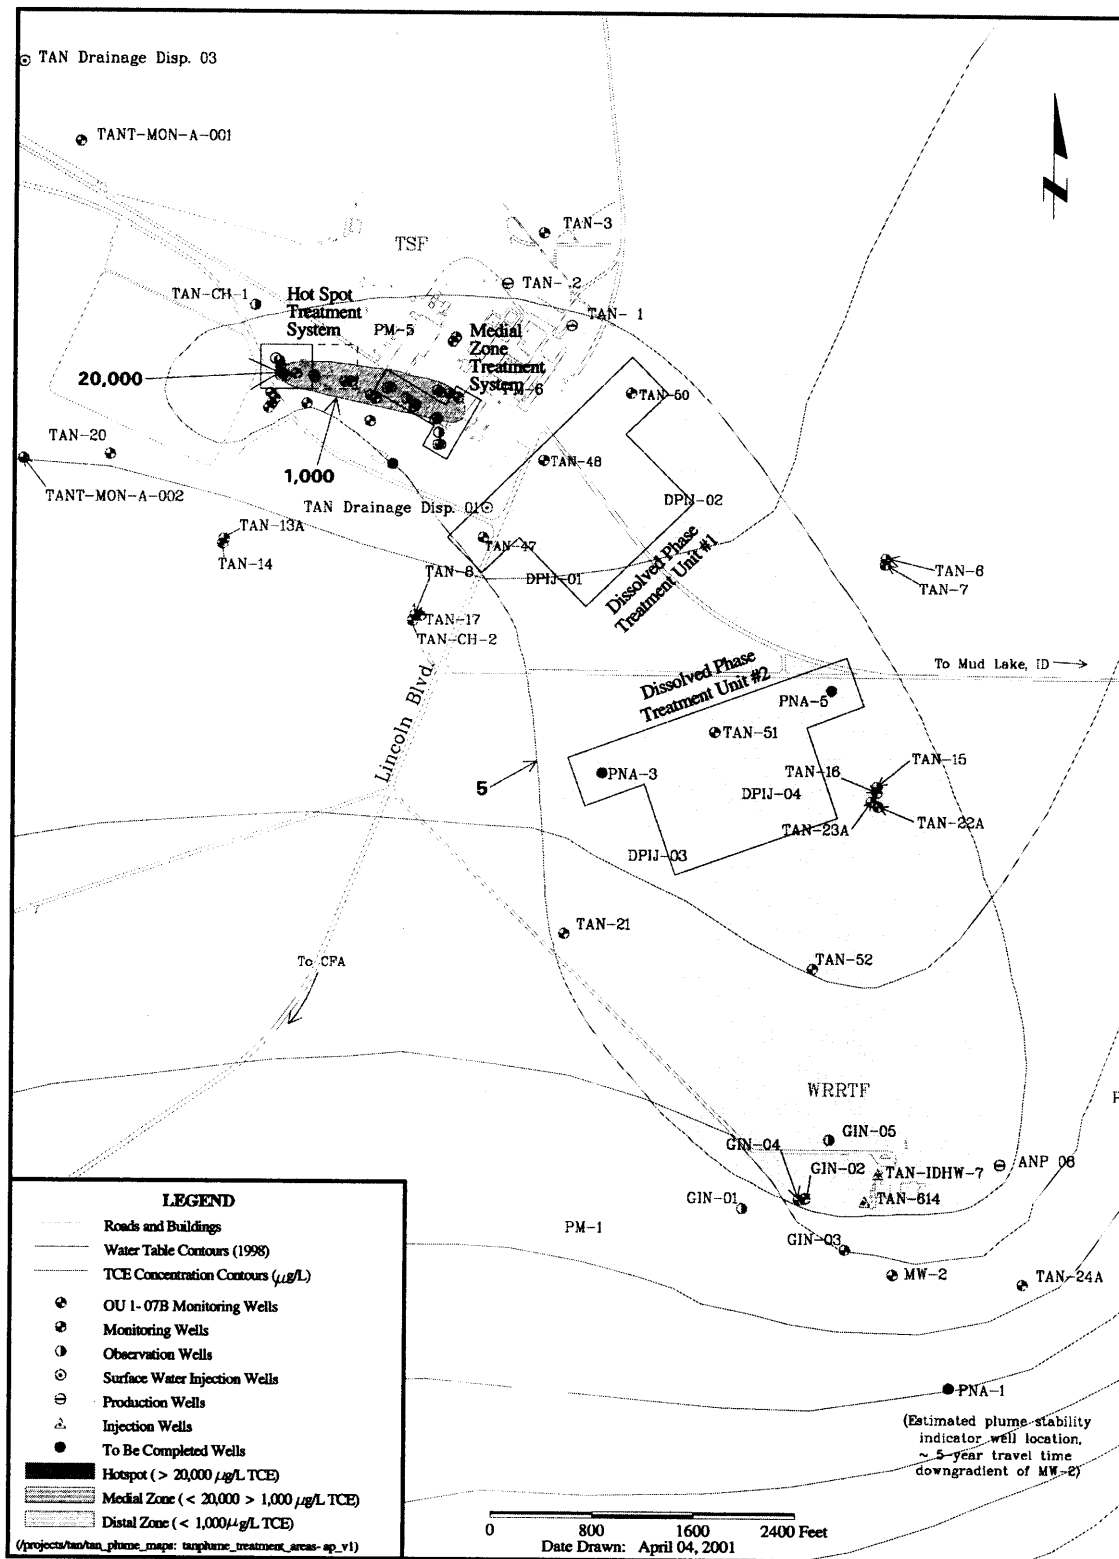 TAN Drainage Disp. 03
TANT-MON-A-001
TAN-3
TSF
TAN-CH-1
Hot Spot
Treatment
System
PM-5
Medial
Zone
Treatment
System
TAN- 1
20,000
TAN-50
TAN-20
1,000
TAN-48
TANT-MON-A-002
TAN Drainage Disp. 01
DPIJ-02
TAN-13A
TAN-14
TAN-47
TAN-8
DPIJ-01
Dissolved Phase
Treatment Unit #1
TAN-6
TAN-7
TAN-17
TAN-CH-2
To Mud Lake, ID
Lincoln Blvd.
Dissolved Phase
Treatment Unit #2
PNA-5
TAN-51
TAN-15
TAN-16
PNA-3
5
DPIJ-04
TAN-23A
TAN-22A
DPIJ-03
TAN-21
TAN-52
To CFA
WRRTF
P
GIN-04
GIN-05
GIN-02
ANP 08
TAN-IDHW-7
GIN-01
TAN-614
PM-1
GIN-03
MW-2
TAN-24A
PNA-1
(Estimated plume stability
indicator well location,
~ 5-year travel time
downgradient of MW-2)
LEGEND
Roads and Buildings
Water Table Contours (1998)
TCE Concentration Contours (µg/L)
OU 1- 07B Monitoring Wells
Monitoring Wells
Observation Wells
Surface Water Injection Wells
Production Wells
Injection Wells
To Be Completed Wells
Hotspot ( > 20,000 µg/L TCE)
Medial Zone ( < 20,000 > 1,000 µg/L TCE)
Distal Zone ( < 1,000µg/L TCE)
(/projects/tan/tan_plume_maps: tanplume_treatment_areas- ap_v1)
0 800 1600 2400 Feet
Date Drawn: April 04, 2001